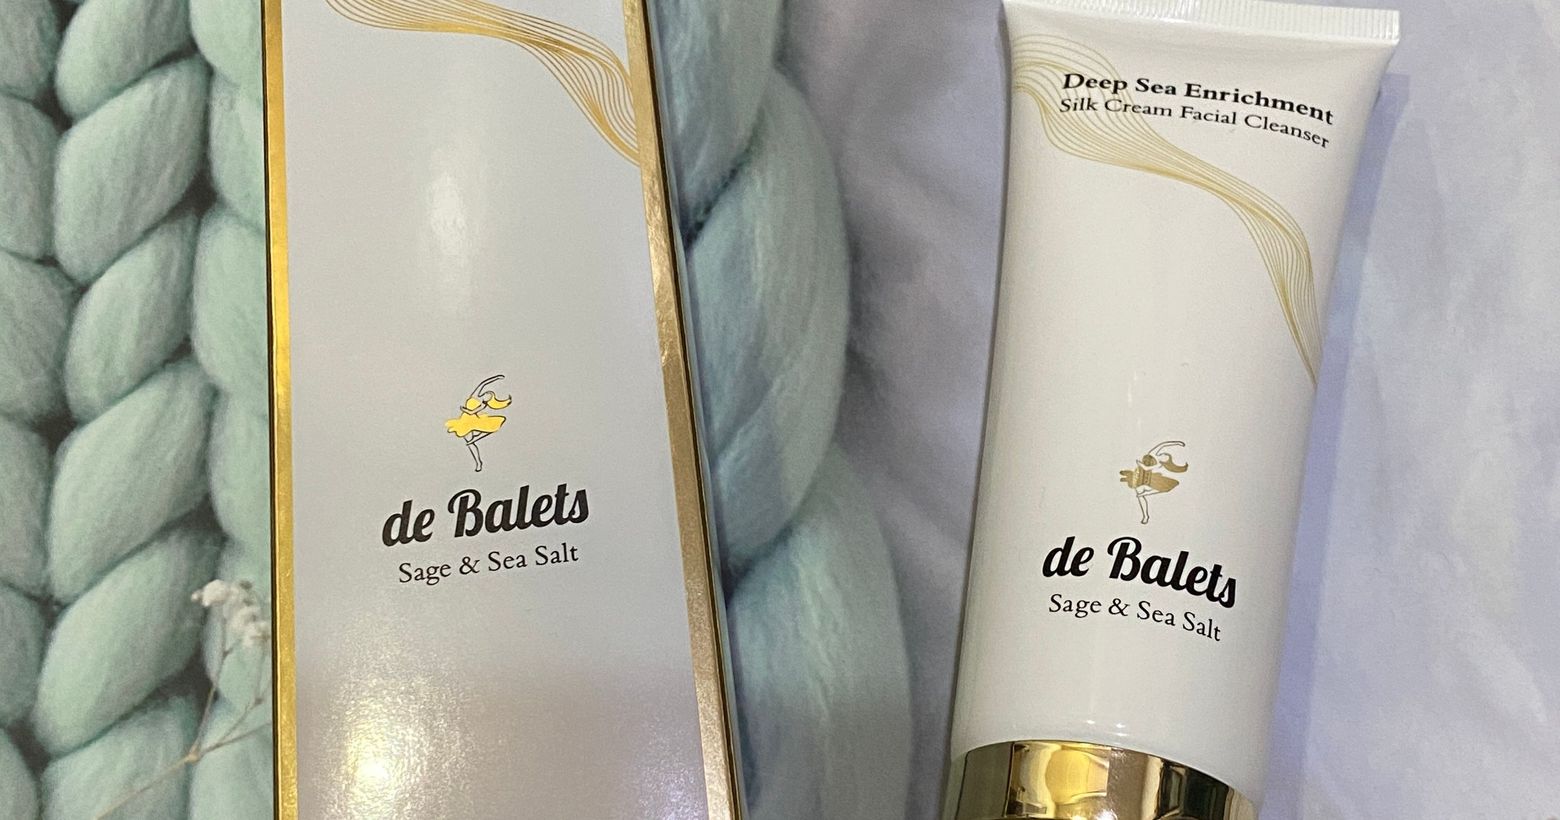 de Balets
Sage & Sea Salt
Deep Sea Enrichment
Silk Cream Facial Cleanser
de Balets
Sage & Sea Salt